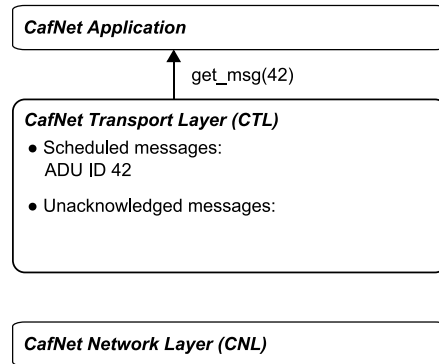 CafNet Application
get_msg(42)
CafNet Transport Layer (CTL)
● Scheduled messages:
ADU ID 42
● Unacknowledged messages:
CafNet Network Layer (CNL)